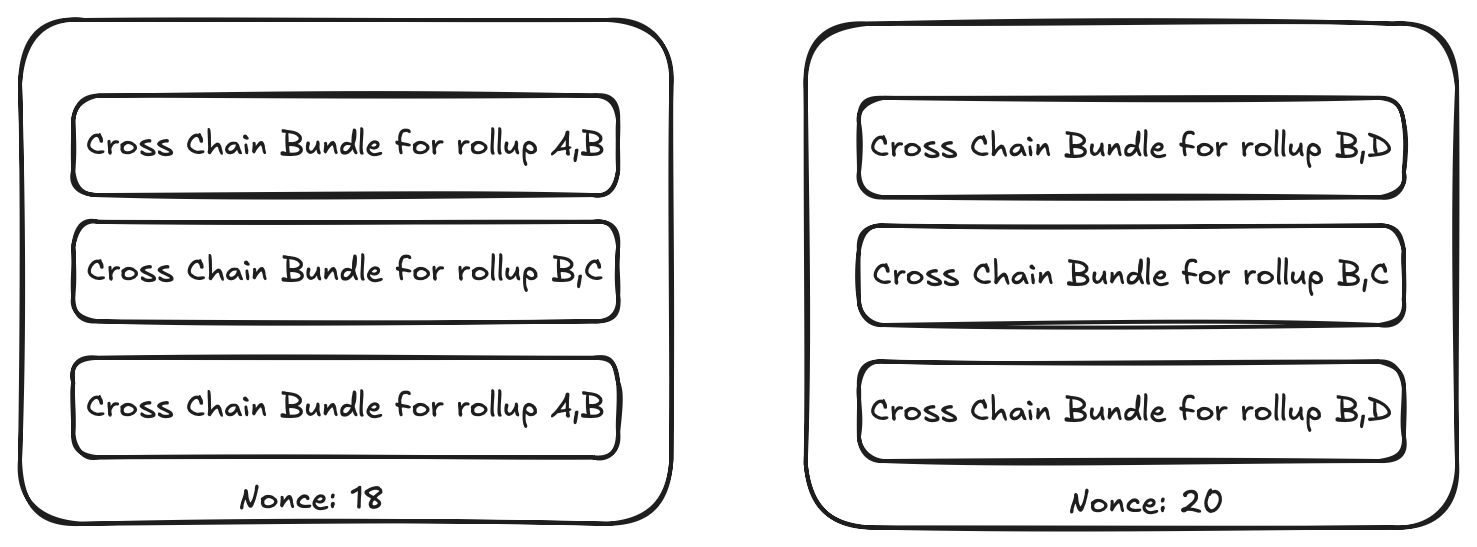 Cross Chain Bundle for rollup A,B
Cross Chain Bundle for rollup B,C
Cross Chain Bundle for rollup A,B
Nonce: 18
Cross Chain Bundle for rollup B,D
Cross Chain Bundle for rollup B,C
Cross Chain Bundle for rollup B,D
Nonce: 20